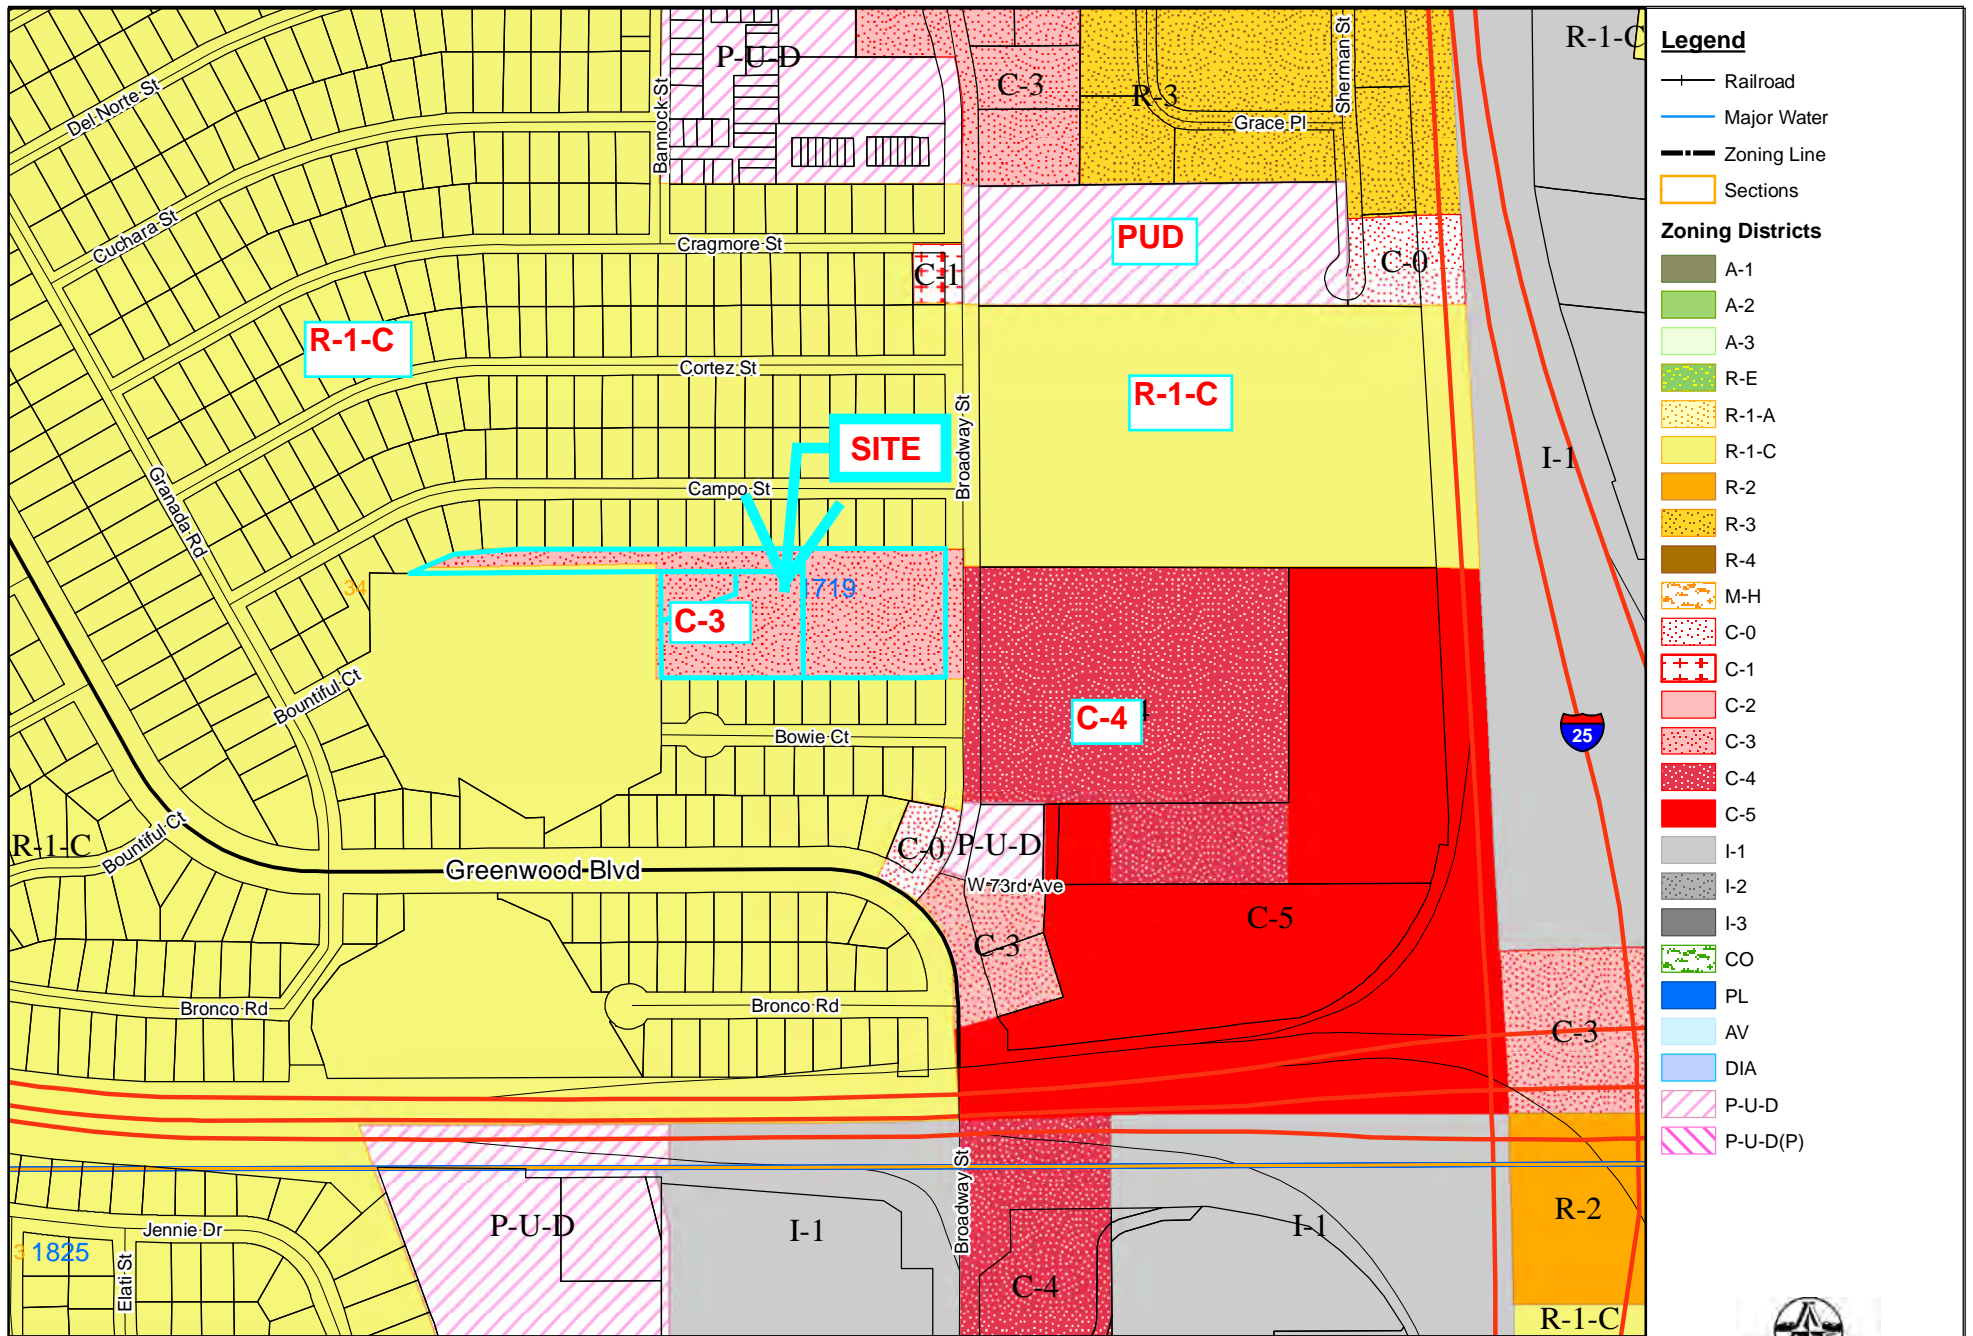 P-U-D
C-3
R-3
Sherman St
R-1-C
Del Norte St
Bannock St
Grace Pl
Cuchara St
Cragmore St
PUD
C-0
C-1
R-1-C
Cortez St
R-1-C
Broadway St
SITE
I-1
Campo St
Granada Rd
34
1719
C-3
Bountiful Ct
C-4
Bowie Ct
25
R-1-C
Bountiful Ct
C-0
P-U-D
Greenwood Blvd
W 73rd Ave
C-5
C-3
Bronco Rd
Bronco Rd
C-3
Broadway St
P-U-D
I-1
I-1
R-2
Jennie Dr
3
1825
Elati St
C-4
R-1-C
Legend
Railroad
Major Water
Zoning Line
Sections
Zoning Districts
A-1
A-2
A-3
R-E
R-1-A
R-1-C
R-2
R-3
R-4
M-H
C-0
C-1
C-2
C-3
C-4
C-5
I-1
I-2
I-3
CO
PL
AV
DIA
P-U-D
P-U-D(P)